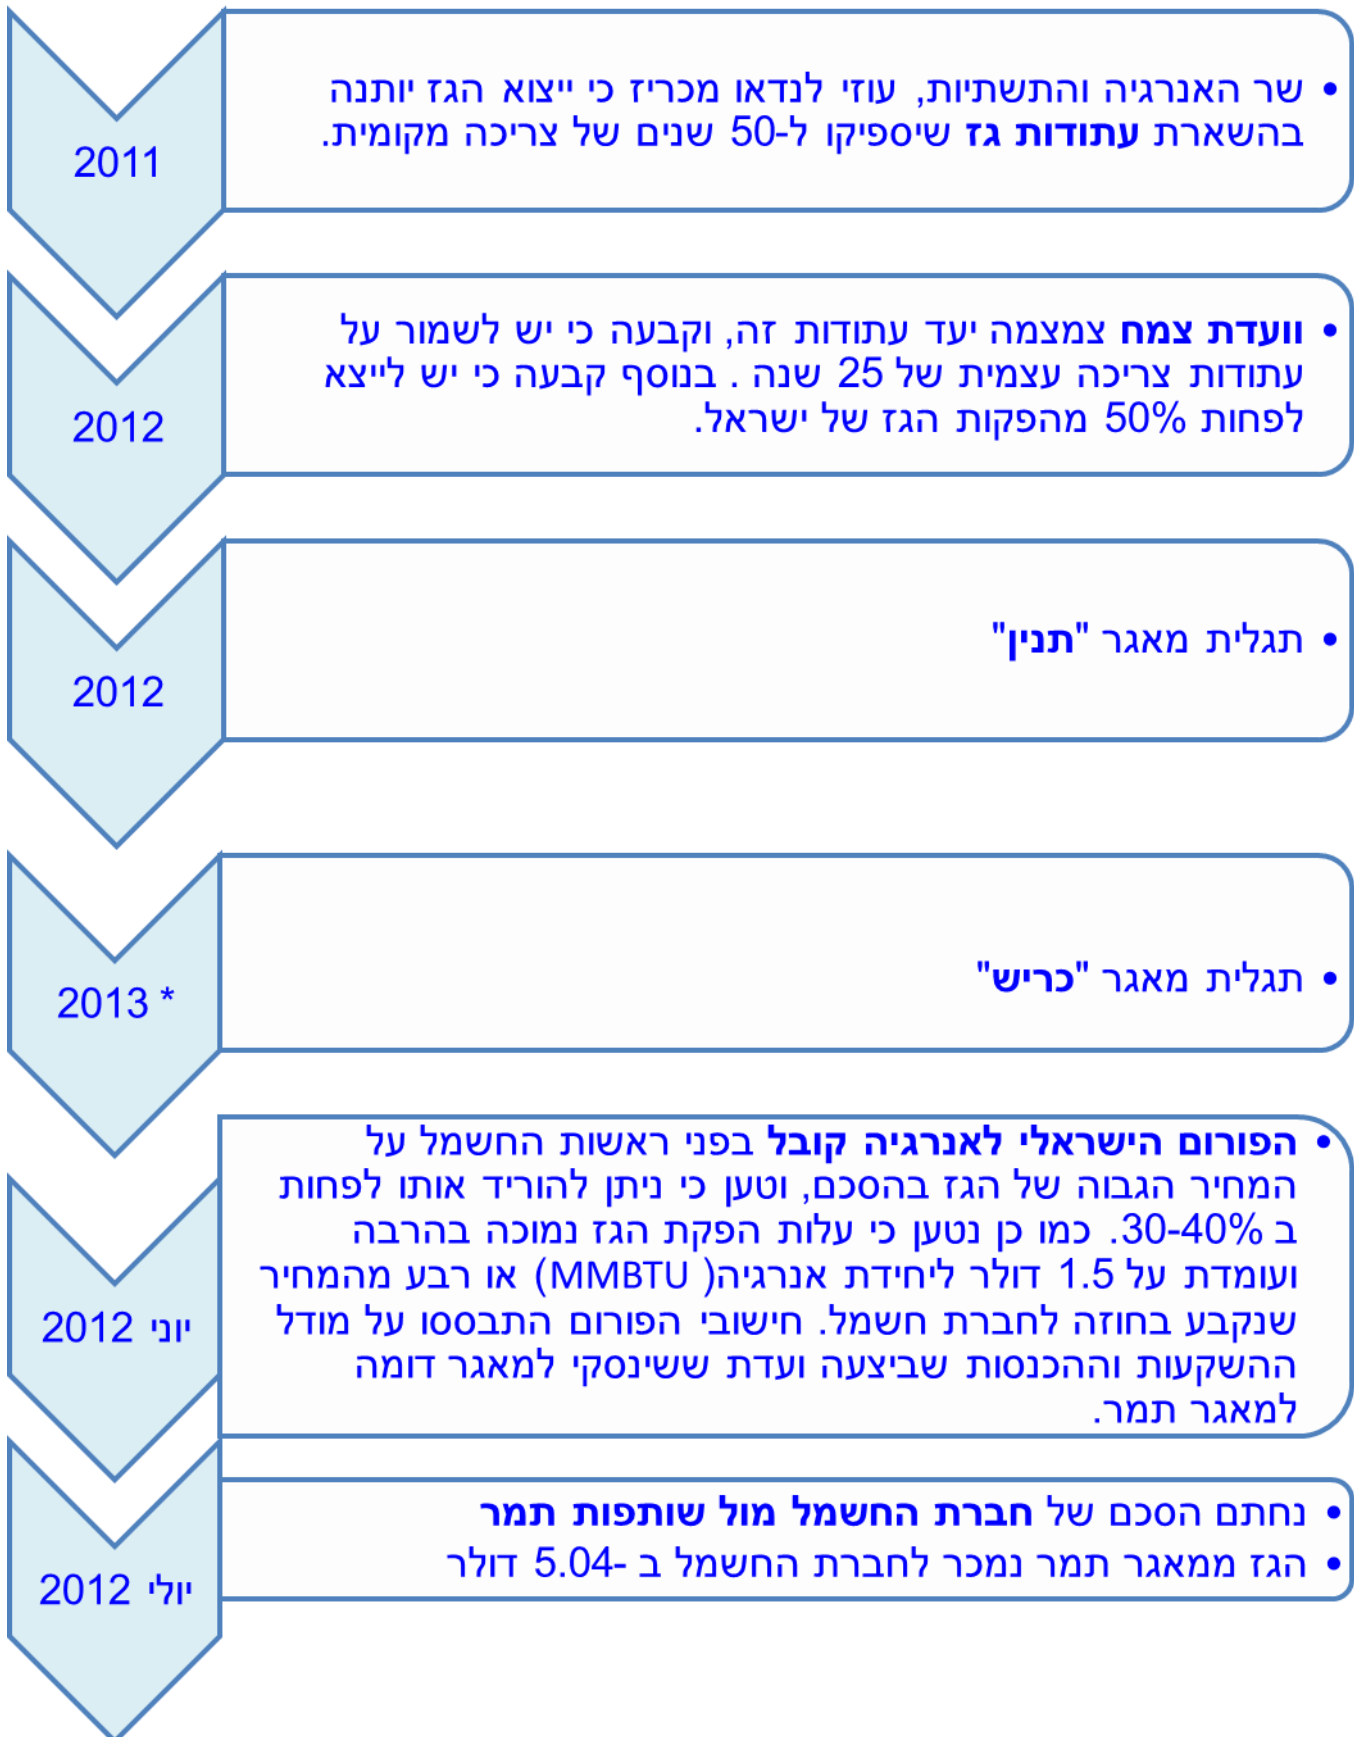 2011
• שר האנרגיה והתשתיות, עוזי לנדאו מכריז כי ייצוא הגז יותנה
בהשארת עתודות גז שיספיקו ל-50 שנים של צריכה מקומית.
2012
• וועדת צמח צמצמה יעד עתודות זה, וקבעה כי יש לשמור על
עתודות צריכה עצמית של 25 שנה . בנוסף קבעה כי יש לייצא
לפחות 50% מהפקות הגז של ישראל.
2012
• תגלית מאגר "תנין"
2013 *
• תגלית מאגר "כריש"
יוני 2012
• הפורום הישראלי לאנרגיה קובל בפני ראשות החשמל על
המחיר הגבוה של הגז בהסכם, וטען כי ניתן להוריד אותו לפחות
ב 30-40%. כמו כן נטען כי עלות הפקת הגז נמוכה בהרבה
ועומדת על 1.5 דולר ליחידת אנרגיה( MMBTU) או רבע מהמחיר
שנקבע בחוזה לחברת חשמל. חישובי הפורום התבססו על מודל
ההשקעות וההכנסות שביצעה ועדת ששינסקי למאגר דומה
למאגר תמר.
יולי 2012
• נחתם הסכם של חברת החשמל מול שותפות תמר
• הגז ממאגר תמר נמכר לחברת החשמל ב -5.04 דולר